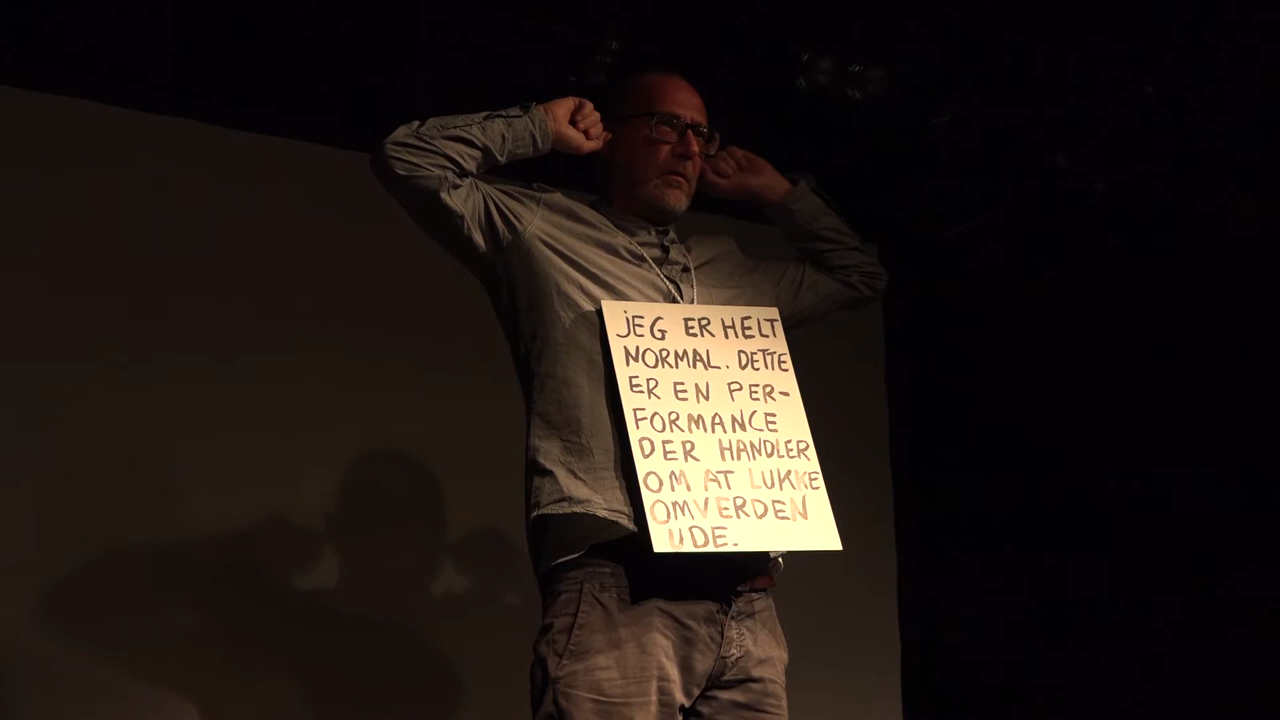 jEG ER HELT
NORMAL. DETTE
ER EN PER-
FORMANCE
DER HANDLER
OM AT LUKKE
OMVERDEN
UDE.